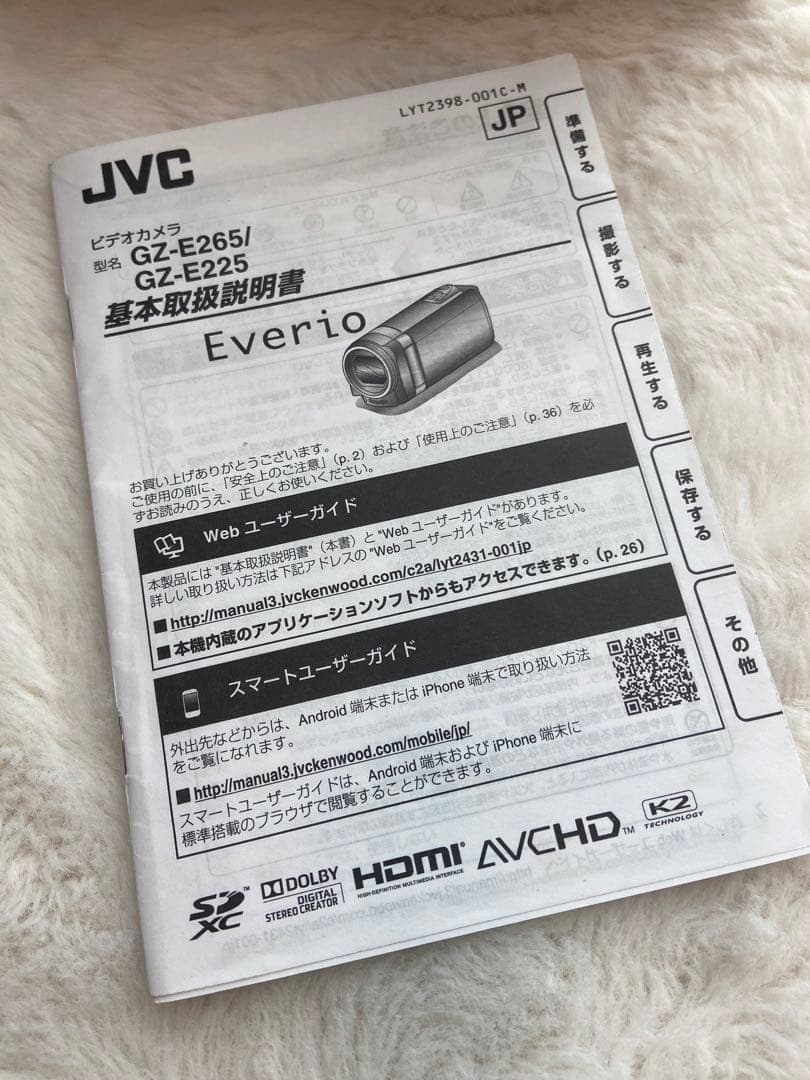 LYT2398-001C-M
JP
JVC
ビデオカメラ
型名 GZ-E265/
GZ-E225
基本取扱説明書
Everio
お買い上げありがとうございます。
ご使用の前に、「安全上のご注意」（p. 2）および「使用上のご注意」（p. 36）を必
ずお読みのうえ、正しくお使いください。
Web ユーザーガイド
本製品には "基本取扱説明書"（本書）と "Web ユーザーガイド"があります。
詳しい取り扱い方法は下記アドレスの "Web ユーザーガイド"をご覧ください。
■ http://manual3.jvckenwood.com/c2a/lyt2431-001jp
■ 本機内蔵のアプリケーションソフトからもアクセスできます。（p. 26）
スマートユーザーガイド
外出先などからは、Android 端末または iPhone 端末で取り扱い方法
をご覧になれます。
■ http://manual3.jvckenwood.com/mobile/jp/
スマートユーザーガイドは、Android 端末および iPhone 端末に
標準搭載のブラウザで閲覧することができます。
SD XC™
DOLBY
DIGITAL
STEREO CREATOR
HDMI
HIGH-DEFINITION MULTIMEDIA INTERFACE
AVCHD™
K2
TECHNOLOGY
準備する
撮影する
再生する
保存する
その他